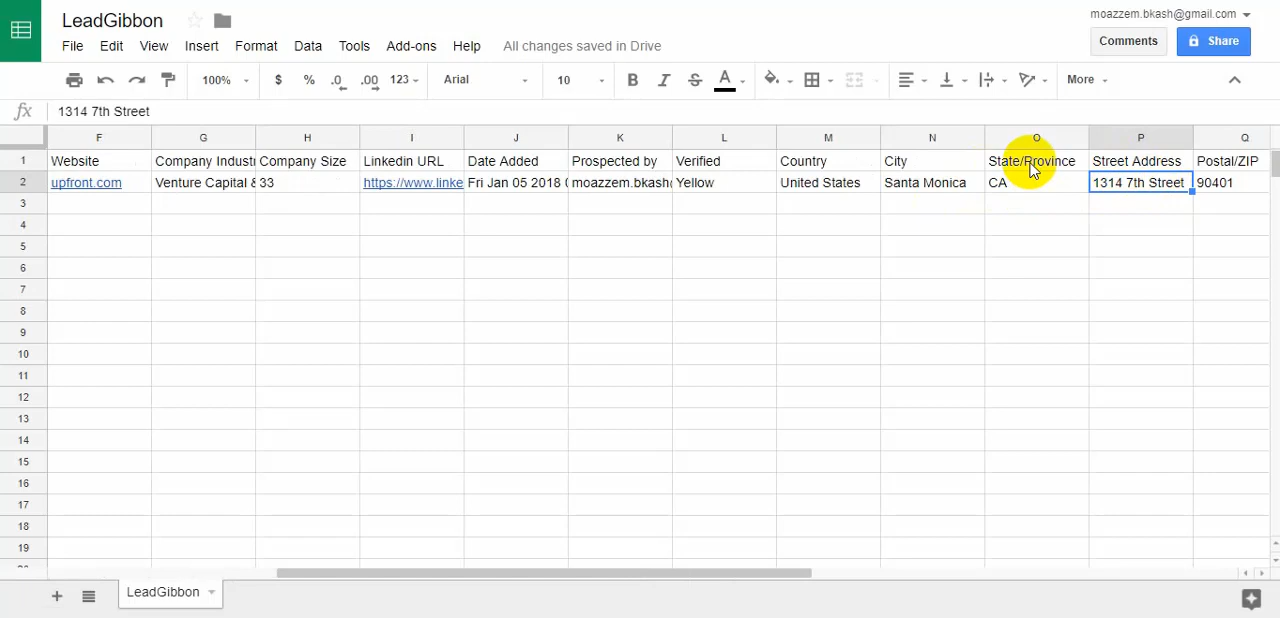 LeadGibbon
moazzem.bkash@gmail.com
File Edit View Insert Format Data Tools Add-ons Help All changes saved in Drive
Comments Share
100% $ % .0 .00 123 Arial 10 B I S A More
fx 1314 7th Street
F G H I J K L M N O P Q
1 Website Company Industr Company Size Linkedin URL Date Added Prospected by Verified Country City State/Province Street Address Postal/ZIP
2 upfront.com Venture Capital & 33 https://www.linke Fri Jan 05 2018 ( moazzem.bkash Yellow United States Santa Monica CA 1314 7th Street 90401
3
4
5
6
7
8
9
10
11
12
13
14
15
16
17
18
19
LeadGibbon